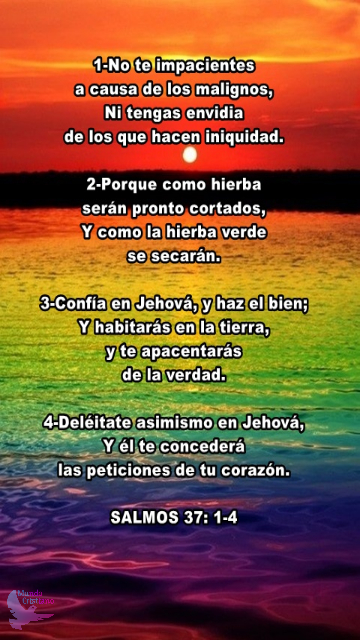 1-No te impacientes
a causa de los malignos,
Ni tengas envidia
de los que hacen iniquidad.
2-Porque como hierba
serán pronto cortados,
Y como la hierba verde
se secarán.
3-Confía en Jehová, y haz el bien;
Y habitarás en la tierra,
y te apacentarás
de la verdad.
4-Deléitate asimismo en Jehová,
Y él te concederá
las peticiones de tu corazón.
SALMOS 37: 1-4
Mundo
Cristiano